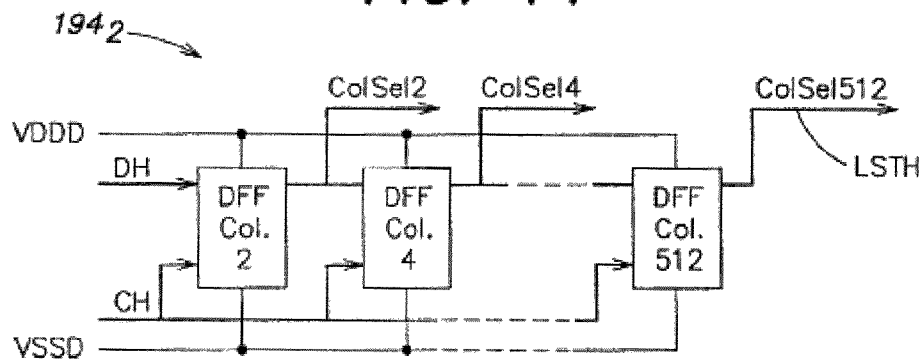 194₂
ColSel2
ColSel4
ColSel512
VDDD
LSTH
DH
DFF
Col.
2
DFF
Col.
4
DFF
Col.
512
CH
VSSD